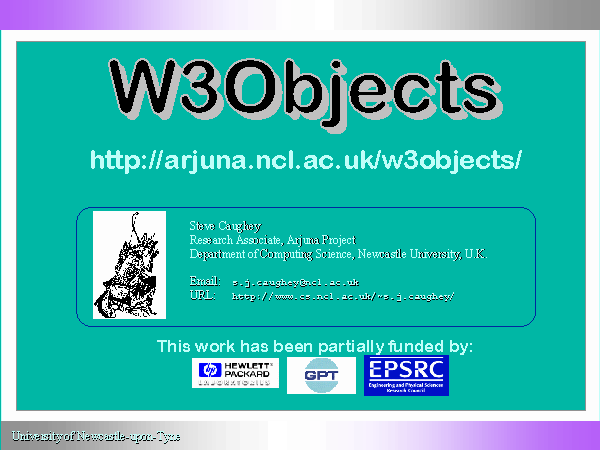 W3Objects
http://arjuna.ncl.ac.uk/w3objects/
Steve Caughey
Research Associate, Arjuna Project
Department of Computing Science, Newcastle University, U.K.
Email: s.j.caughey@ncl.ac.uk
URL: http://www.cs.ncl.ac.uk/~s.j.caughey/
This work has been partially funded by:
hp HEWLETT
PACKARD
LABORATORIES
GPT
EPSRC
Engineering and Physical Sciences
Research Council
University of Newcastle-upon-Tyne